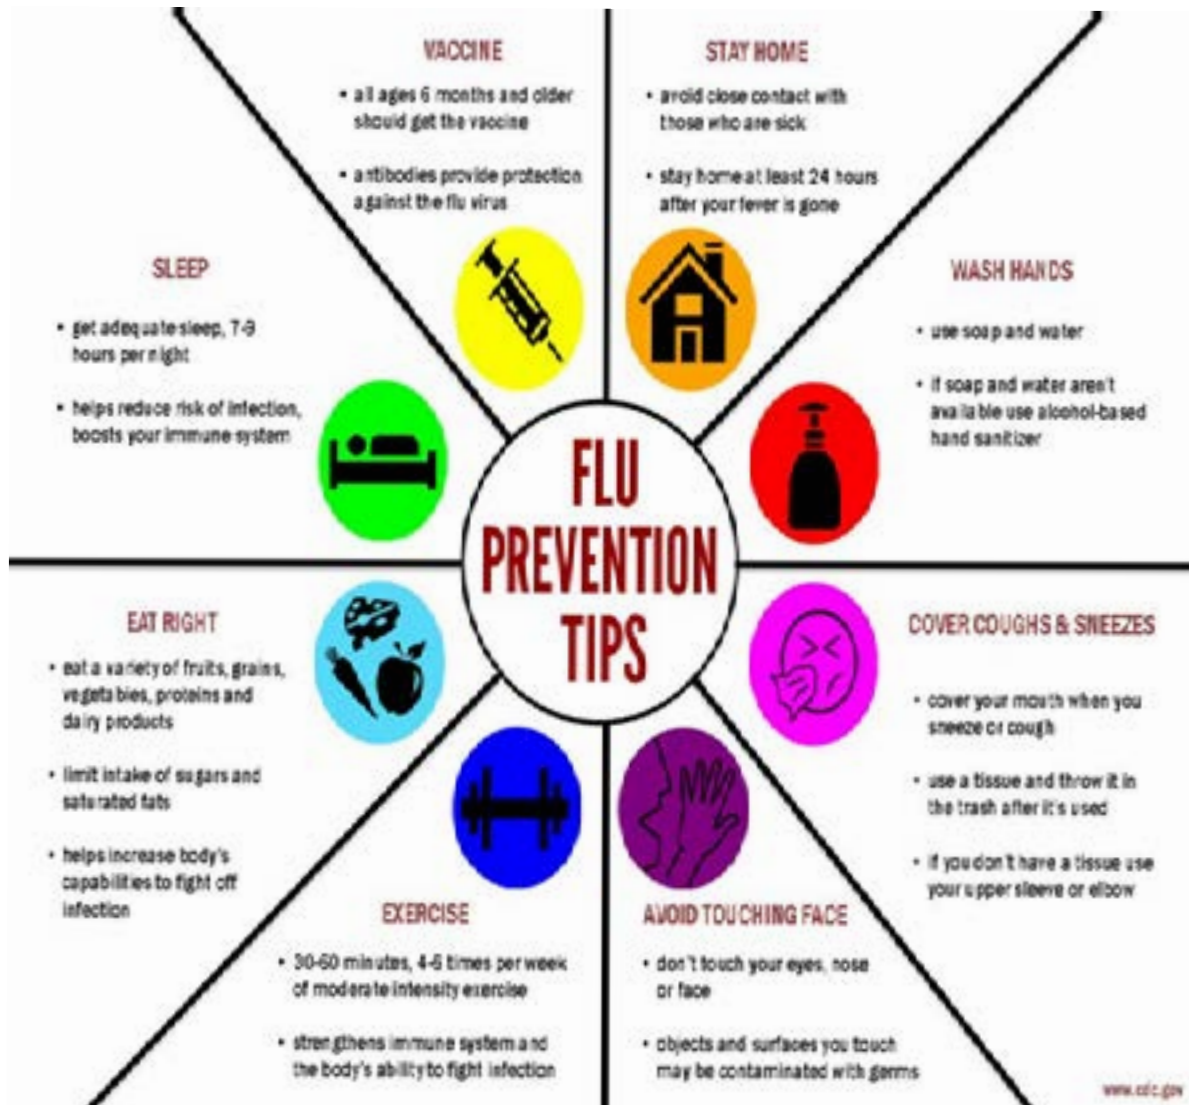 VACCINE
• all ages 6 months and older
should get the vaccine
• antibodies provide protection
against the flu virus
STAY HOME
• avoid close contact with
those who are sick
• stay home at least 24 hours
after your fever is gone
WASH HANDS
• use soap and water
• if soap and water aren't
available use alcohol-based
hand sanitizer
COVER COUGHS & SNEEZES
• cover your mouth when you
sneeze or cough
• use a tissue and throw it in
the trash after it's used
• if you don't have a tissue use
your upper sleeve or elbow
AVOID TOUCHING FACE
• don't touch your eyes, nose
or face
• objects and surfaces you touch
may be contaminated with germs
EXERCISE
• 30-60 minutes, 4-6 times per week
of moderate intensity exercise
• strengthens immune system and
the body's ability to fight infection
EAT RIGHT
• eat a variety of fruits, grains,
vegetables, proteins and
dairy products
• limit intake of sugars and
saturated fats
• helps increase body's
capabilities to fight off
infection
SLEEP
• get adequate sleep, 7-9
hours per night
• helps reduce risk of infection,
boosts your immune system
FLU
PREVENTION
TIPS
www.cdc.gov